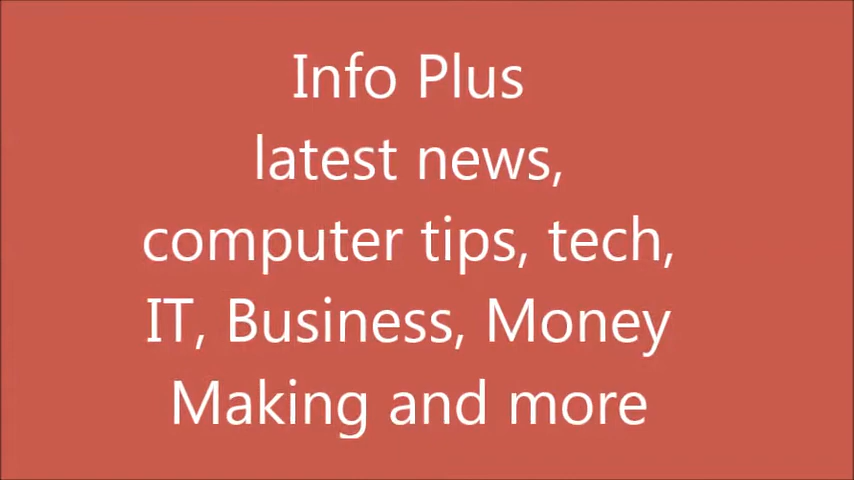 Info Plus
latest news,
computer tips, tech,
IT, Business, Money
Making and more